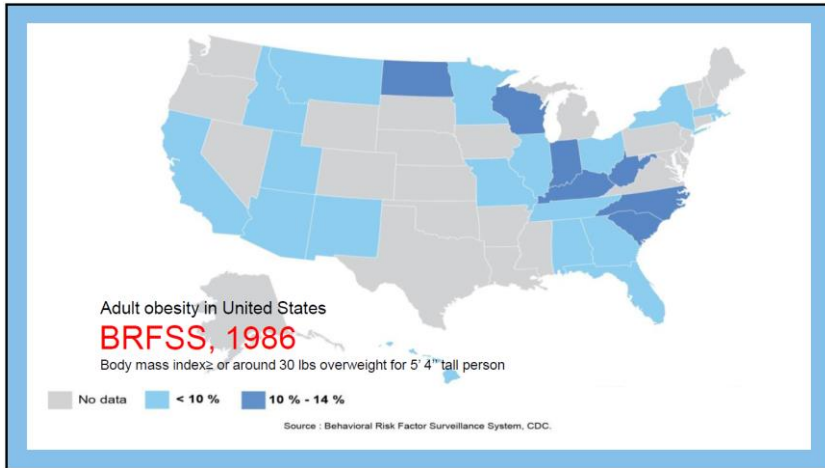 Adult obesity in United States
BRFSS, 1986
Body mass index≥ or around 30 lbs overweight for 5' 4" tall person
No data < 10 % 10 % - 14 %
Source : Behavioral Risk Factor Surveillance System, CDC.